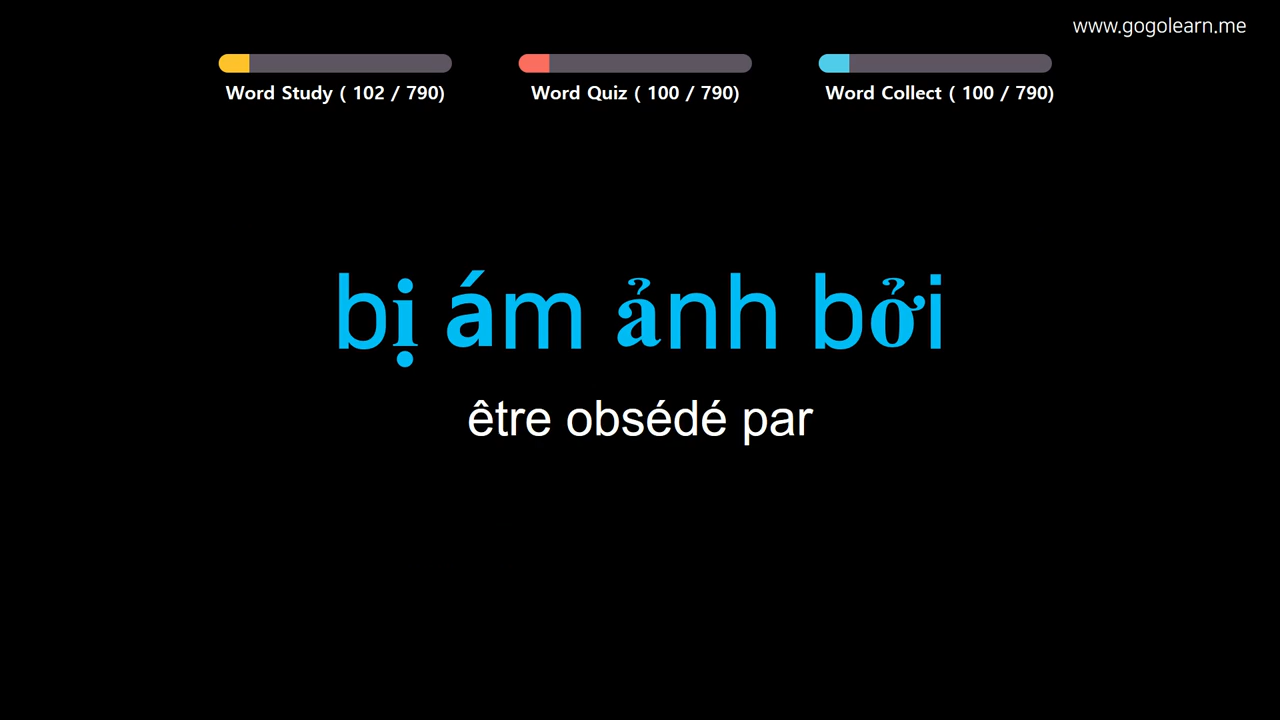 www.gogolearn.me
Word Study ( 102 / 790)
Word Quiz ( 100 / 790)
Word Collect ( 100 / 790)
bị ám ảnh bởi
être obsédé par